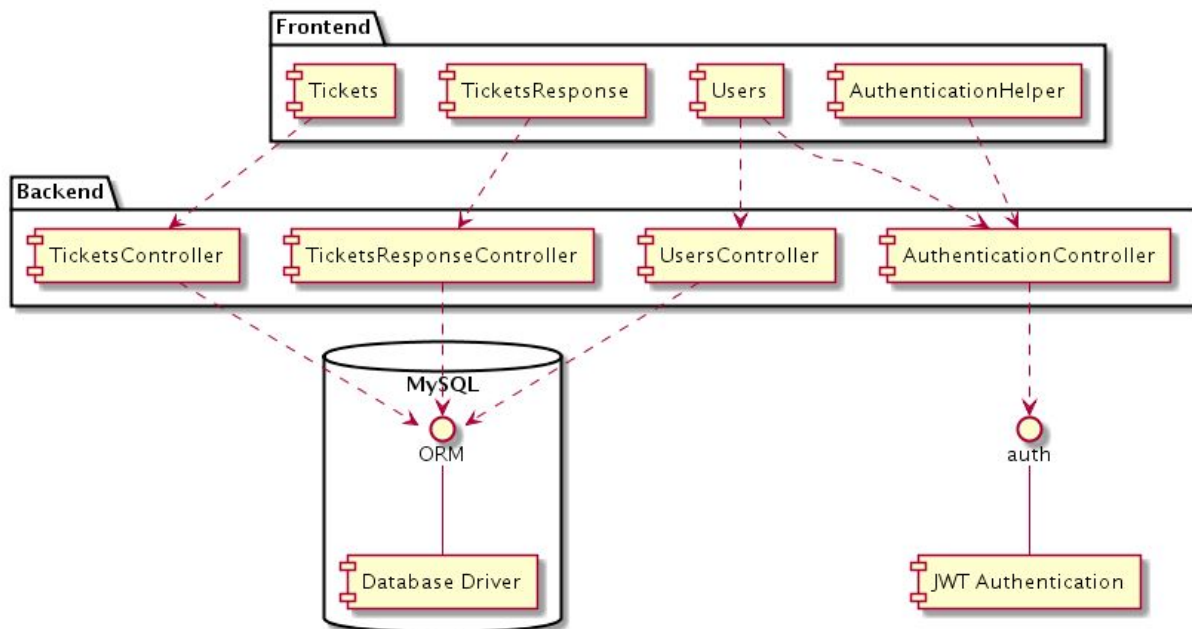 Frontend
Tickets
TicketsResponse
Users
AuthenticationHelper
Backend
TicketsController
TicketsResponseController
UsersController
AuthenticationController
MySQL
ORM
auth
Database Driver
JWT Authentication